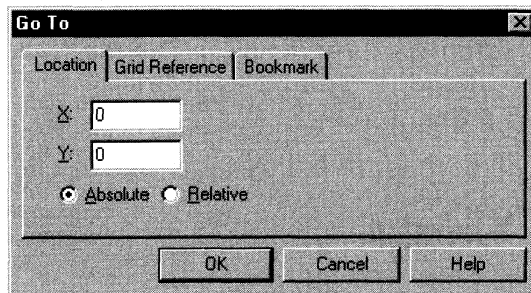 Go To
Location Grid Reference Bookmark
X: 0
Y: 0
Absolute Relative
OK Cancel Help